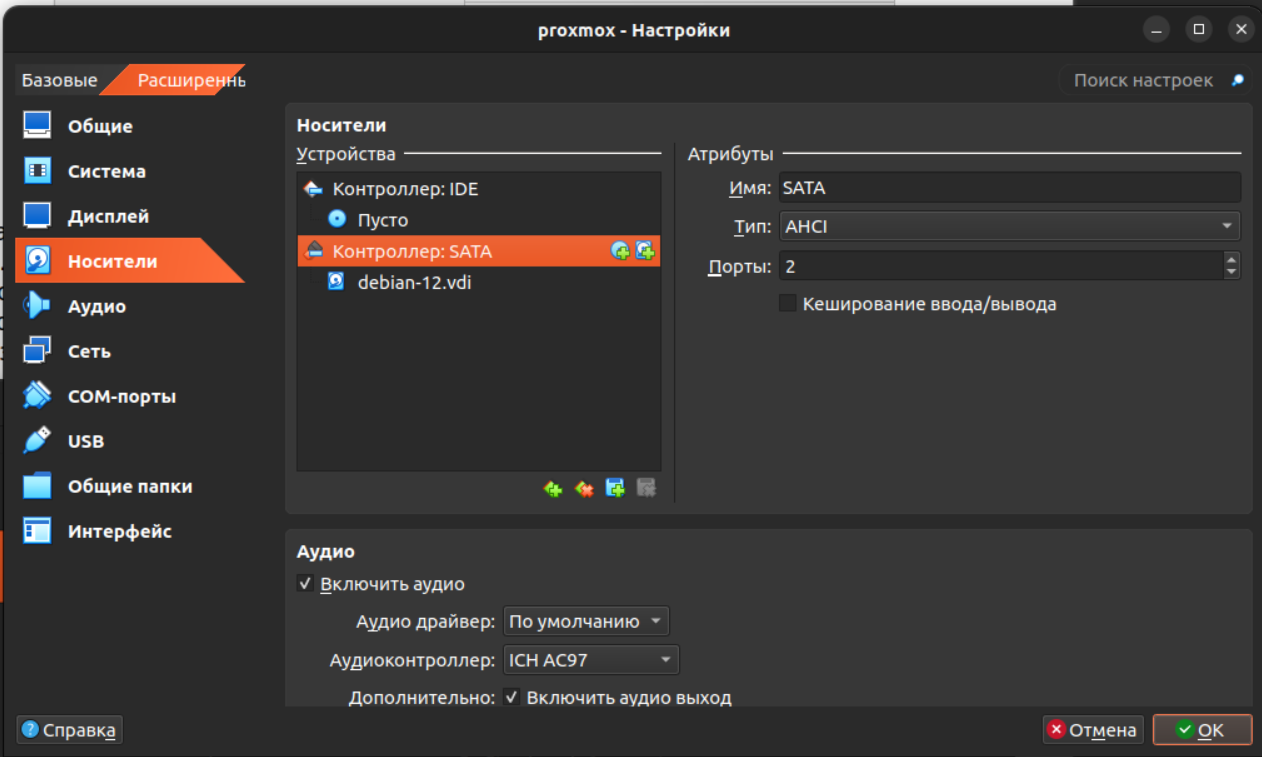 proxmox - Настройки
Базовые
Расширенны
Поиск настроек
Общие
Система
Дисплей
Носители
Аудио
Сеть
COM-порты
USB
Общие папки
Интерфейс
Носители
Устройства
Контроллер: IDE
Пусто
Контроллер: SATA
debian-12.vdi
Атрибуты
Имя: SATA
Тип: AHCI
Порты: 2
Кеширование ввода/вывода
Аудио
Включить аудио
Аудио драйвер: По умолчанию
Аудиоконтроллер: ICH AC97
Дополнительно: Включить аудио выход
Справка
Отмена
OK